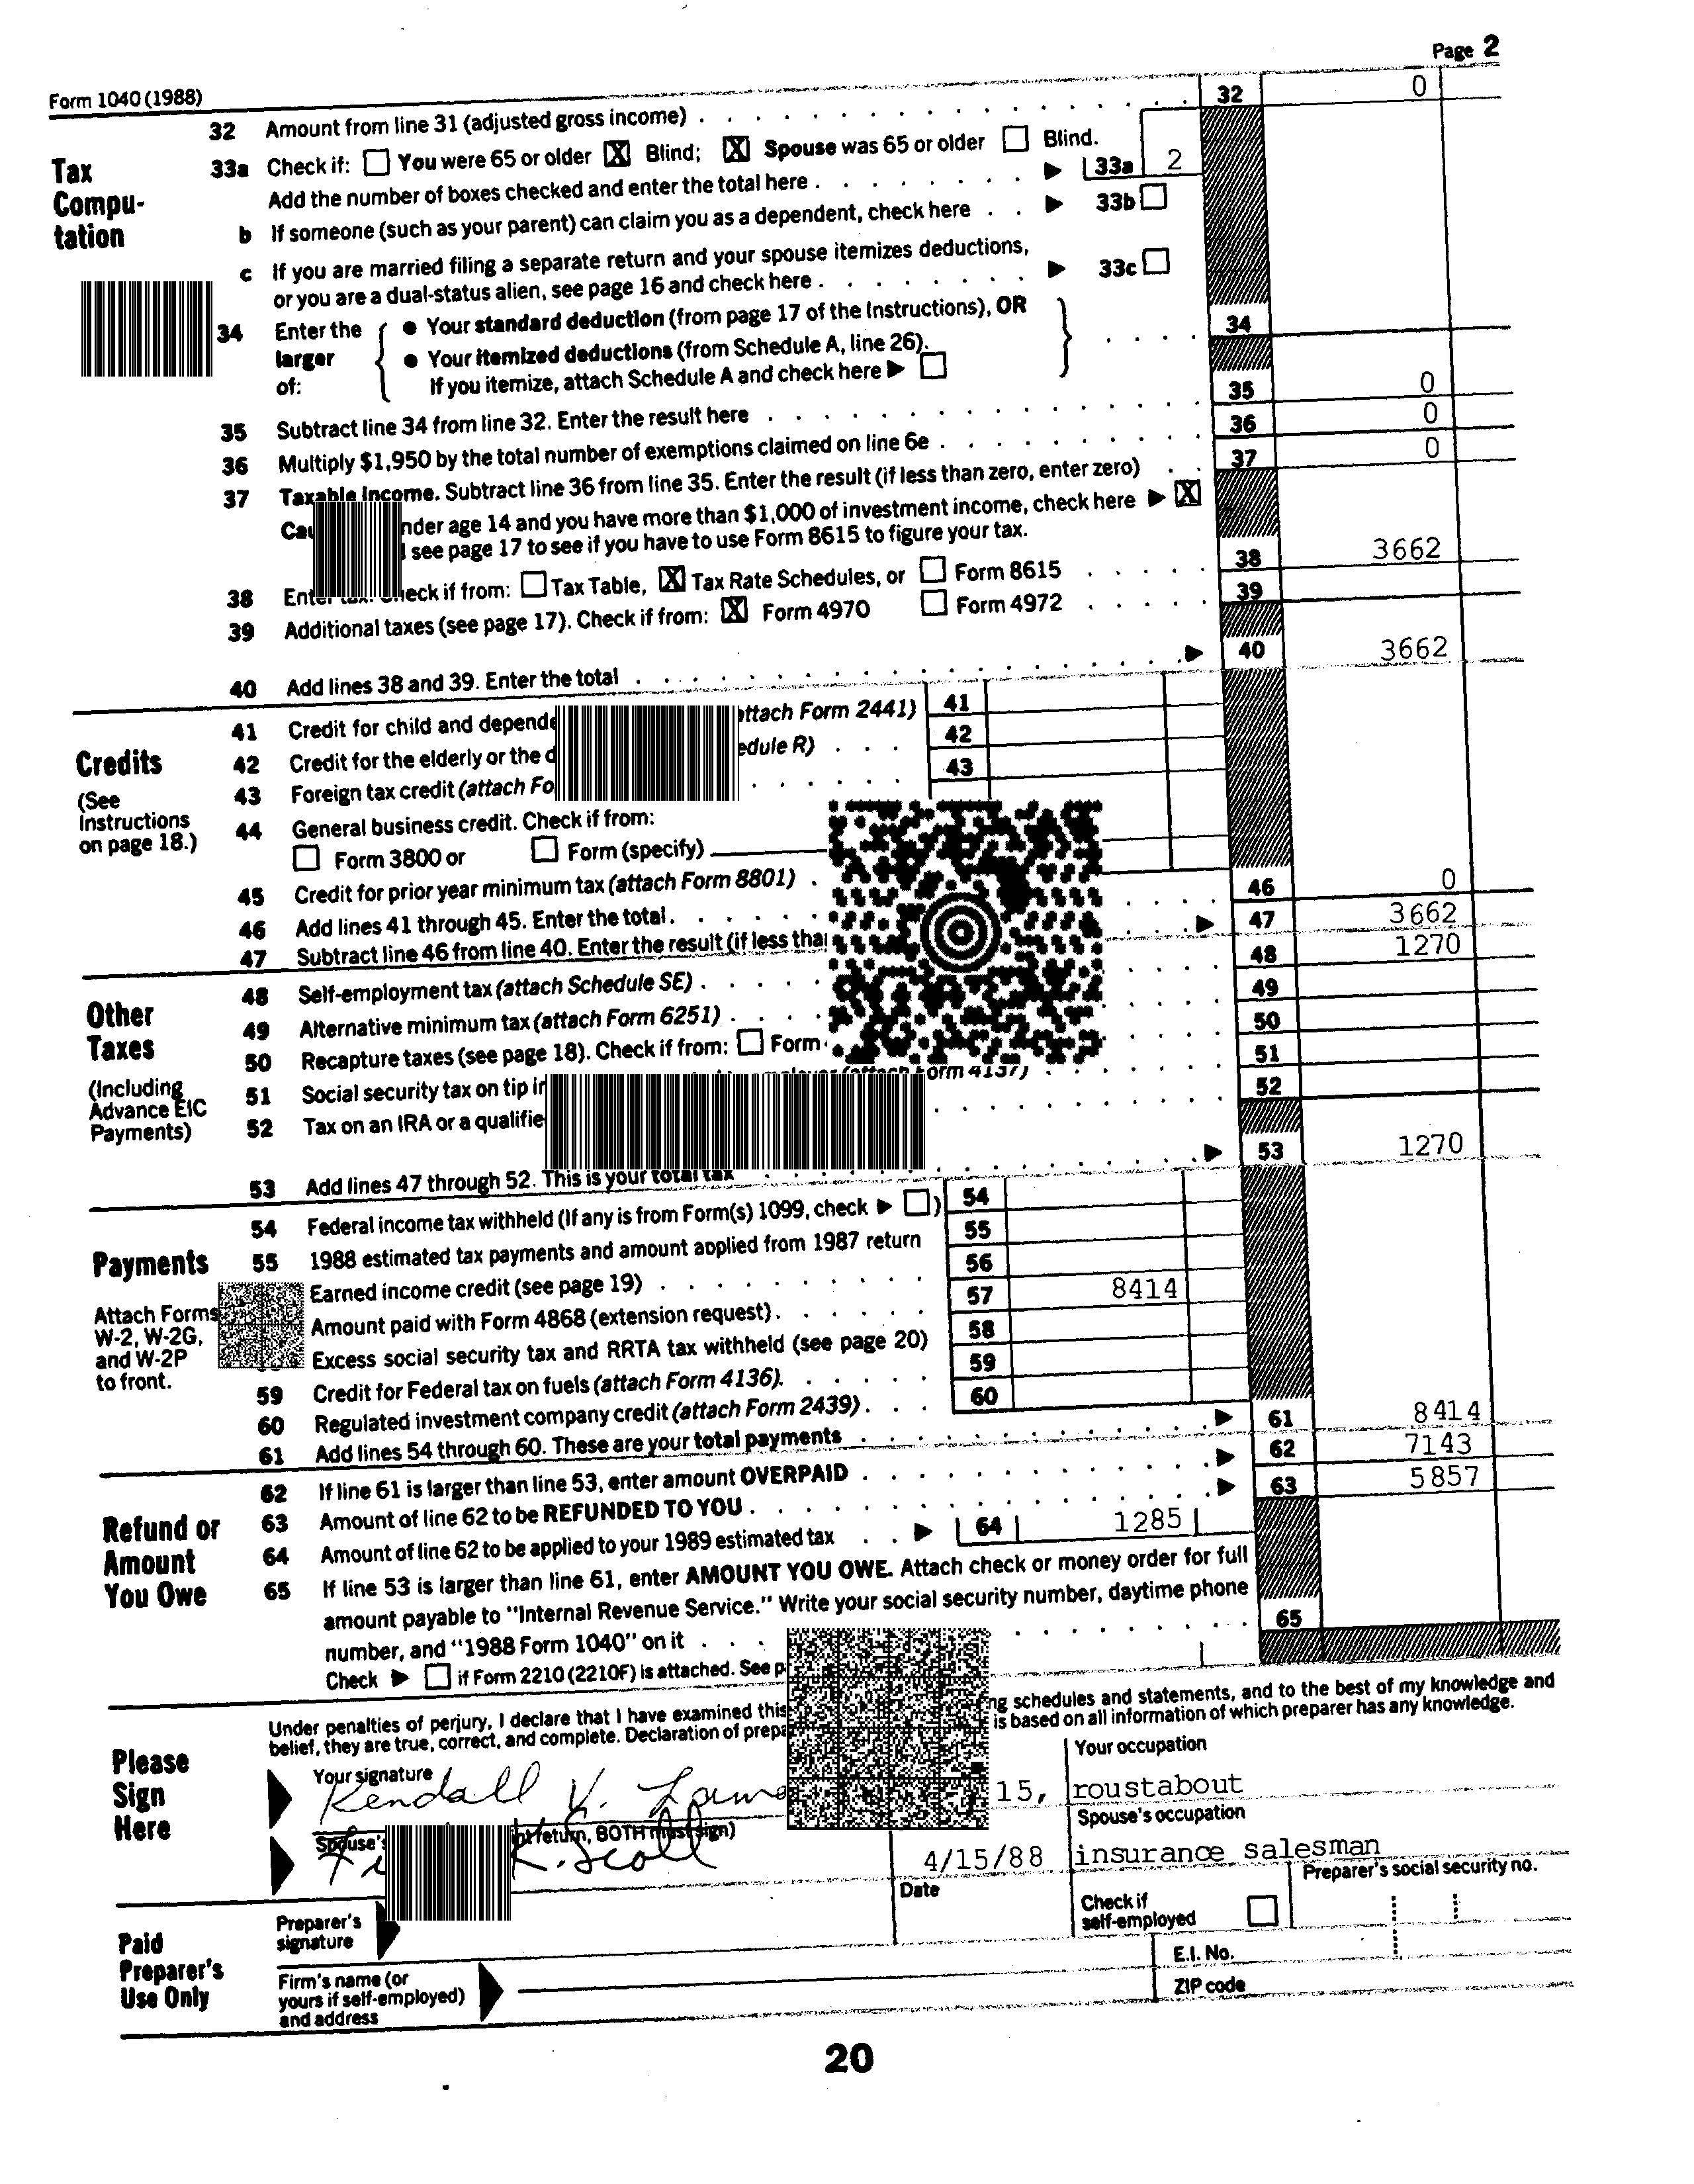 Page 2
Form 1040 (1988)
32 Amount from line 31 (adjusted gross income) 32 0
Tax Compu-tation
33a Check if: You were 65 or older X Blind; X Spouse was 65 or older Blind.
Add the number of boxes checked and enter the total here 33a 2
b If someone (such as your parent) can claim you as a dependent, check here 33b
c If you are married filing a separate return and your spouse itemizes deductions,
or you are a dual-status alien, see page 16 and check here 33c
34 Enter the larger of: { • Your standard deduction (from page 17 of the Instructions), OR } 34
• Your itemized deductions (from Schedule A, line 26).
If you itemize, attach Schedule A and check here
35 Subtract line 34 from line 32. Enter the result here 35 0
36 Multiply $1,950 by the total number of exemptions claimed on line 6e 36 0
37 Taxable income. Subtract line 36 from line 35. Enter the result (if less than zero, enter zero) 37 0
nder age 14 and you have more than $1,000 of investment income, check here X
see page 17 to see if you have to use Form 8615 to figure your tax.
38 Enter tax. Check if from: Tax Table, X Tax Rate Schedules, or Form 8615 38 3662
39 Additional taxes (see page 17). Check if from: X Form 4970 Form 4972 39
40 Add lines 38 and 39. Enter the total 40 3662
Credits
(See Instructions on page 18.)
41 Credit for child and depende ttach Form 2441) 41
42 Credit for the elderly or the d edule R) 42
43 Foreign tax credit (attach Fo 43
44 General business credit. Check if from:
Form 3800 or Form (specify)
45 Credit for prior year minimum tax (attach Form 8801)
46 Add lines 41 through 45. Enter the total 46 0
47 Subtract line 46 from line 40. Enter the result (if less tha 47 3662
Other Taxes
(Including Advance EIC Payments)
48 Self-employment tax (attach Schedule SE) 48 1270
49 Alternative minimum tax (attach Form 6251) 49
50 Recapture taxes (see page 18). Check if from: Form 50
51 Social security tax on tip in (attach Form 4137) 51
52 Tax on an IRA or a qualifie 52
53 Add lines 47 through 52. This is your total tax 53 1270
Payments
Attach Forms W-2, W-2G, and W-2P to front.
54 Federal income tax withheld (If any is from Form(s) 1099, check ) 54
55 1988 estimated tax payments and amount applied from 1987 return 55
Earned income credit (see page 19) 56
Amount paid with Form 4868 (extension request) 57 8414
Excess social security tax and RRTA tax withheld (see page 20) 58
59 Credit for Federal tax on fuels (attach Form 4136) 59
60 Regulated investment company credit (attach Form 2439) 60
61 Add lines 54 through 60. These are your total payments 61 8414
Refund or Amount You Owe
62 If line 61 is larger than line 53, enter amount OVERPAID 62 7143
63 Amount of line 62 to be REFUNDED TO YOU 63 5857
64 Amount of line 62 to be applied to your 1989 estimated tax 64 1285
65 If line 53 is larger than line 61, enter AMOUNT YOU OWE. Attach check or money order for full
amount payable to "Internal Revenue Service." Write your social security number, daytime phone
number, and "1988 Form 1040" on it 65
Check if Form 2210 (2210F) is attached. See p
Please Sign Here
Under penalties of perjury, I declare that I have examined this ng schedules and statements, and to the best of my knowledge and
belief, they are true, correct, and complete. Declaration of prepa is based on all information of which preparer has any knowledge.
Your signature Your occupation
Kendall V. 15, roustabout
Spouse's return, BOTH must sign) Spouse's occupation
K. Scott 4/15/88 insurance salesman
Paid Preparer's Use Only
Preparer's signature Date Check if self-employed Preparer's social security no.
Firm's name (or yours if self-employed) and address E.I. No.
ZIP code
20